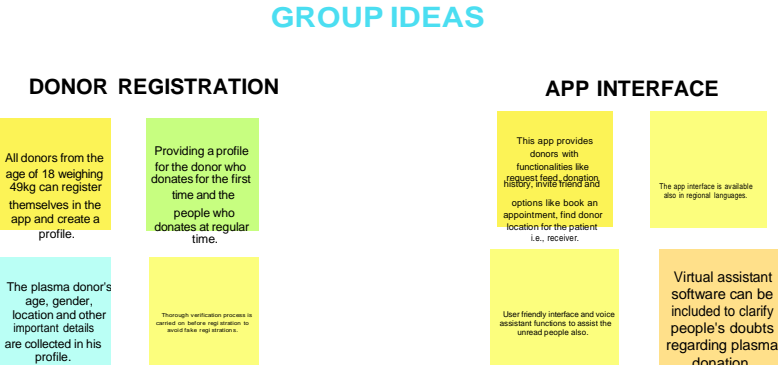 GROUP IDEAS
DONOR REGISTRATION
All donors from the
age of 18 weighing
49kg can register
themselves in the
app and create a
profile.
Providing a profile
for the donor who
donates for the first
time and the
people who
donates at regular
time.
The plasma donor's
age, gender,
location and other
important details
are collected in his
profile.
Thorough verification process is
carried on before registration to
avoid fake registrations.
APP INTERFACE
This app provides
donors with
functionalities like
request feed, donation
history, invite friend and
options like book an
appointment, find donor
location for the patient
i.e., receiver.
The app interface is available
also in regional languages.
User friendly interface and voice
assistant functions to assist the
unread people also.
Virtual assistant
software can be
included to clarify
people's doubts
regarding plasma
donation